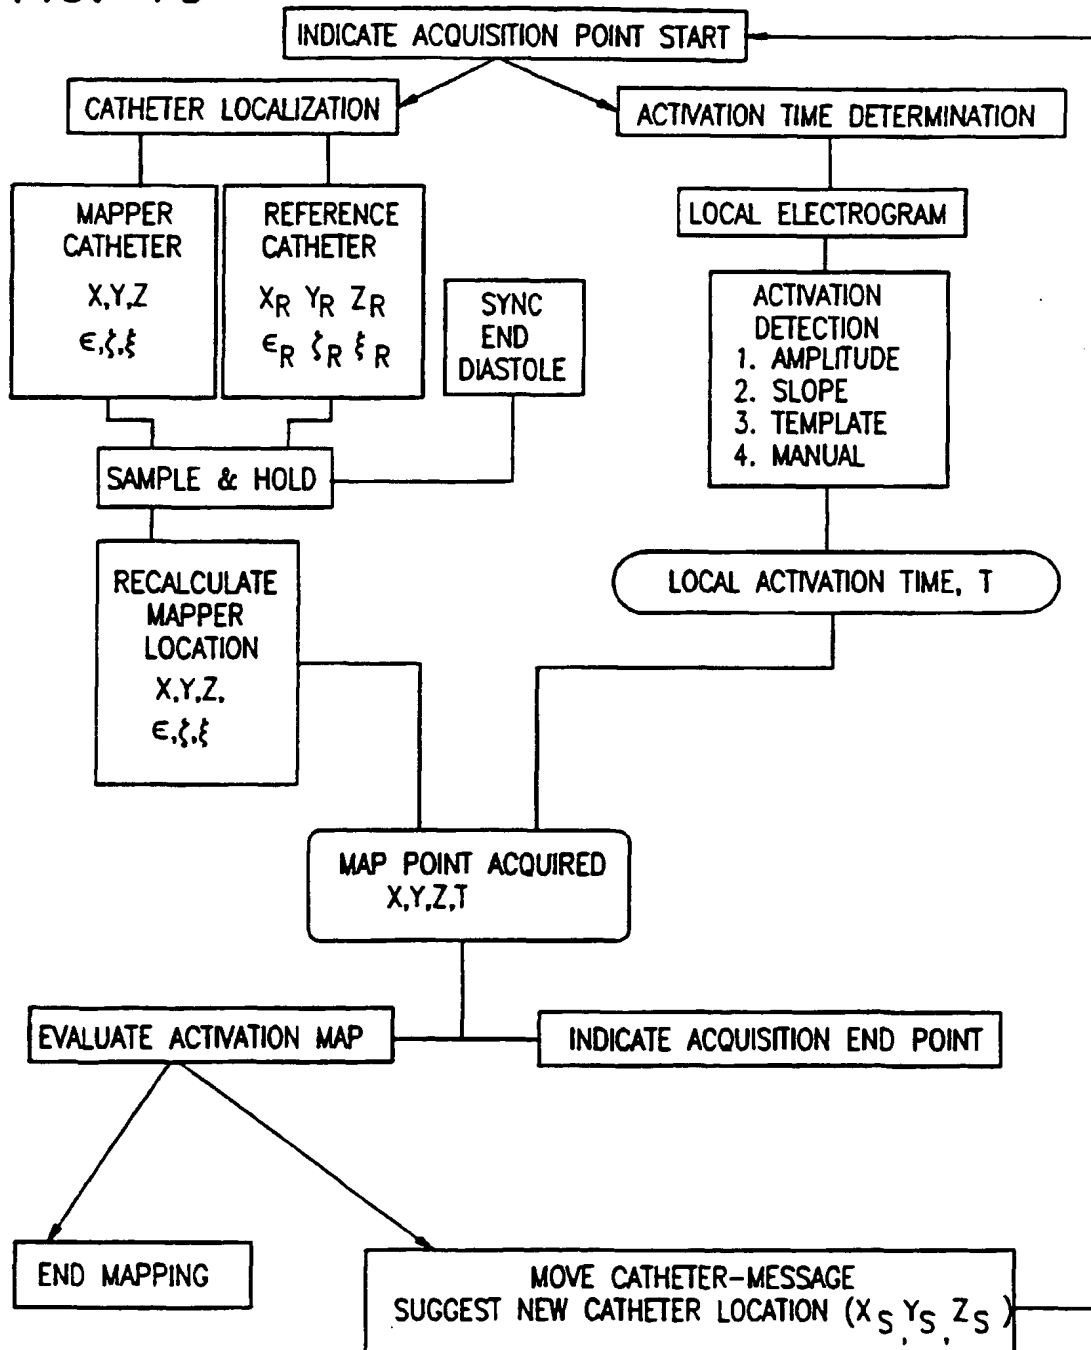 INDICATE ACQUISITION POINT START
CATHETER LOCALIZATION
ACTIVATION TIME DETERMINATION
MAPPER
CATHETER
X,Y,Z
ϵ,ζ,ξ
REFERENCE
CATHETER
XR YR ZR
ϵR ζR ξR
SYNC
END
DIASTOLE
LOCAL ELECTROGRAM
ACTIVATION
DETECTION
1. AMPLITUDE
2. SLOPE
3. TEMPLATE
4. MANUAL
SAMPLE & HOLD
RECALCULATE
MAPPER
LOCATION
X,Y,Z,
ϵ,ζ,ξ
LOCAL ACTIVATION TIME, T
MAP POINT ACQUIRED
X,Y,Z,T
EVALUATE ACTIVATION MAP
INDICATE ACQUISITION END POINT
END MAPPING
MOVE CATHETER-MESSAGE
SUGGEST NEW CATHETER LOCATION (XS,YS,ZS)